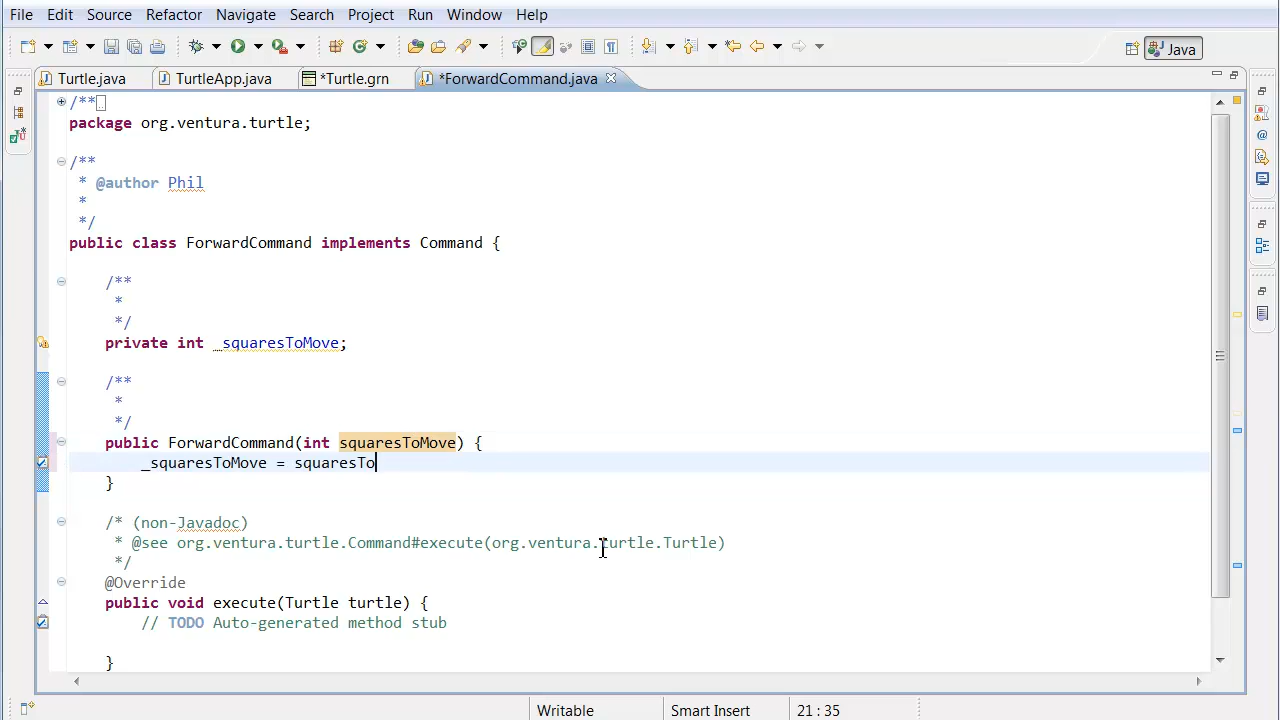 File Edit Source Refactor Navigate Search Project Run Window Help
Java
Turtle.java TurtleApp.java *Turtle.grn *ForwardCommand.java
/**
package org.ventura.turtle;
/**
* @author Phil
*
*/
public class ForwardCommand implements Command {
/**
*
*/
private int _squaresToMove;
/**
*
*/
public ForwardCommand(int squaresToMove) {
_squaresToMove = squaresTo
}
/* (non-Javadoc)
* @see org.ventura.turtle.Command#execute(org.ventura.turtle.Turtle)
*/
@Override
public void execute(Turtle turtle) {
// TODO Auto-generated method stub
}
Writable Smart Insert 21 : 35